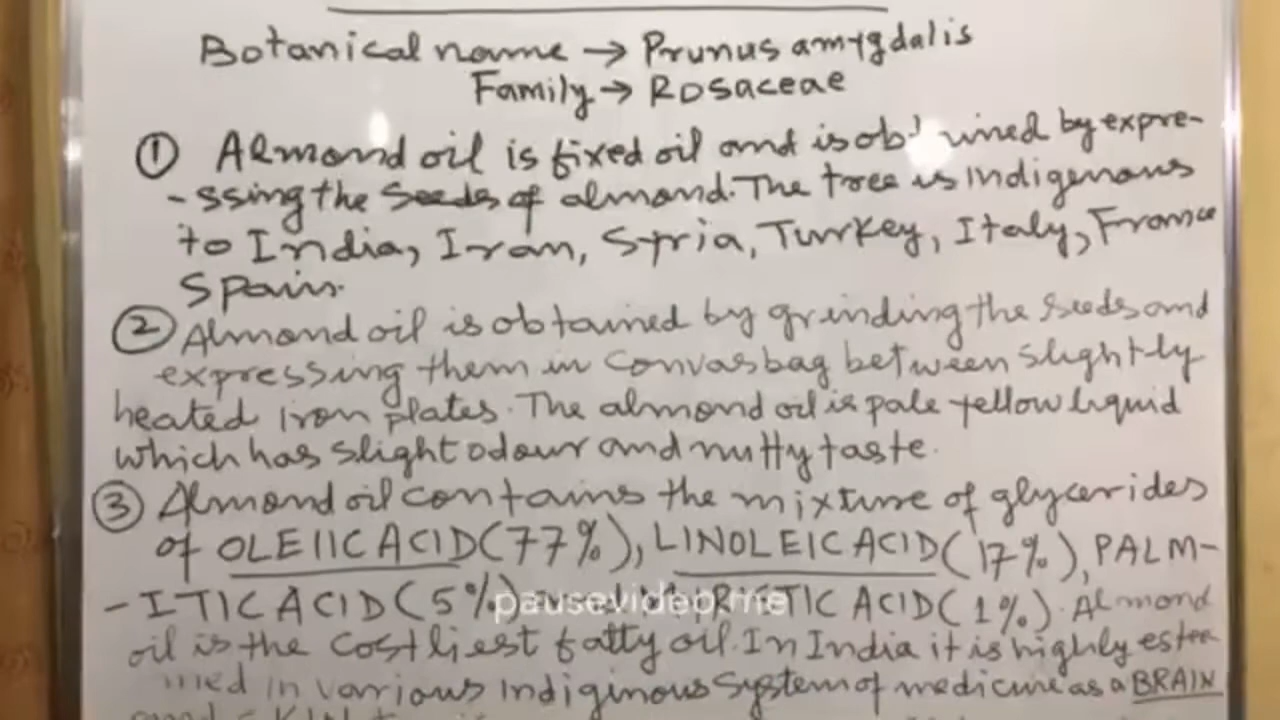 Botanical name → Prunus amygdalis
Family → Rosaceae
① Almond oil is fixed oil and is obtained by expre-
-ssing the seeds of almond. The tree is indigenous
to India, Iran, Syria, Turkey, Italy, France
Spain.
② Almond oil is obtained by grinding the seeds and
expressing them in convas bag between slightly
heated iron plates. The almond oil is pale yellow liquid
which has slight odour and nutty taste.
③ Almond oil contains the mixture of glycerides
of OLEIIC ACID (77%), LINOLEIC ACID (17%), PALM-
-ITIC ACID (5%) ACID (1%). Almond
pausevideo.me
oil is the costliest fatty oil. In India it is highly estee
med in various indiginous system of medicine as a BRAIN